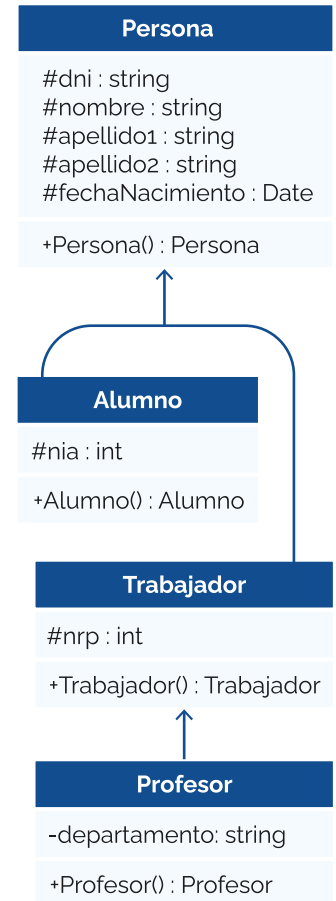 Persona
#dni : string
#nombre : string
#apellido1 : string
#apellido2 : string
#fechaNacimiento : Date
+Persona() : Persona
Alumno
#nia : int
+Alumno() : Alumno
Trabajador
#nrp : int
+Trabajador() : Trabajador
Profesor
-departamento: string
+Profesor() : Profesor